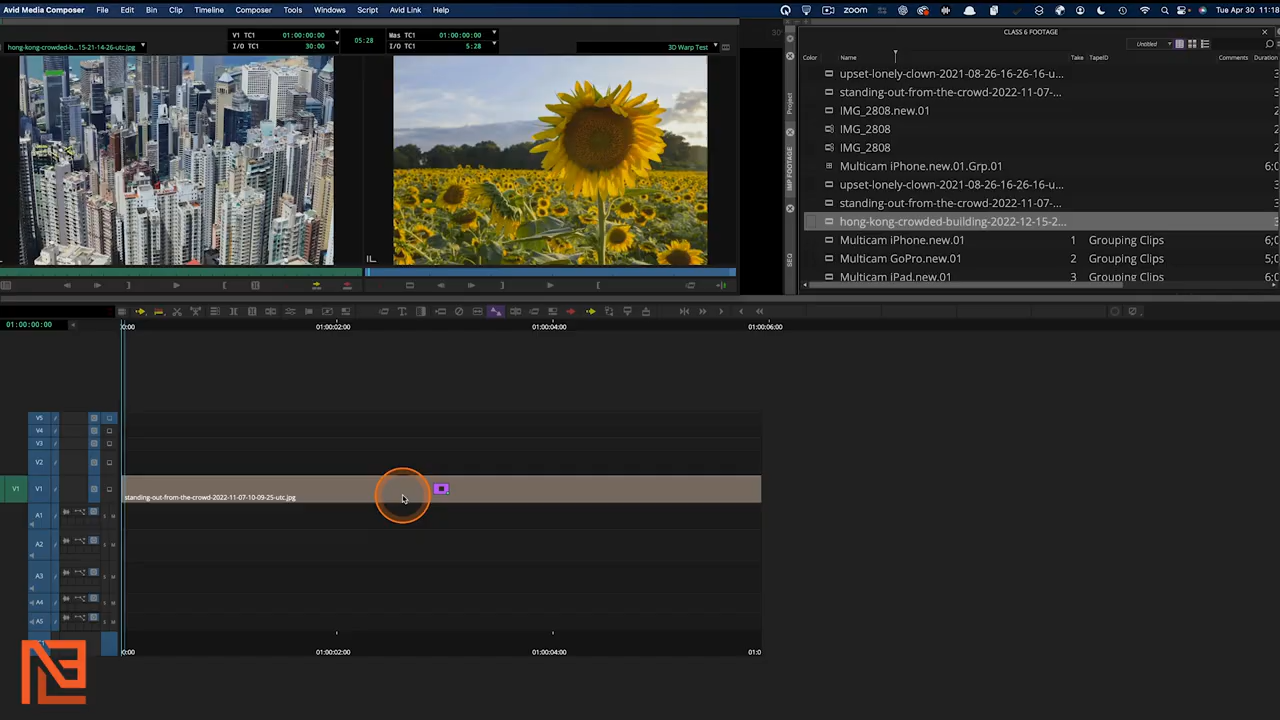 Avid Media Composer File Edit Bin Clip Timeline Composer Tools Windows Script Avid Link Help zoom Tue Apr 30 11:18
CLASS 6 FOOTAGE
V1 TC1 01:00:00:00
I/O TC1 30:00
05:28
Mas TC1 01:00:00:00
I/O TC1 5:28
hong-kong-crowded-b...15-21-14-26-utc.jpg
3D Warp Test
Untitled
Color Name Take TapeID Comments Duration
upset-lonely-clown-2021-08-26-16-26-16-u...
standing-out-from-the-crowd-2022-11-07-...
IMG_2808.new.01
IMG_2808
IMG_2808
Multicam iPhone.new.01.Grp.01
upset-lonely-clown-2021-08-26-16-26-16-u...
standing-out-from-the-crowd-2022-11-07-...
hong-kong-crowded-building-2022-12-15-2...
Multicam iPhone.new.01 1 Grouping Clips 6;0
Multicam GoPro.new.01 2 Grouping Clips 5;0
Multicam iPad.new.01 3 Grouping Clips 6;0
Project
SEQ
01:00:00:00
0:00 01:00:02:00 01:00:04:00 01:00:06:00
V5
V4
V3
V2
V1 V1
standing-out-from-the-crowd-2022-11-07-10-09-25-utc.jpg
A1
A2
A3
A4
A5
0:00 01:00:02:00 01:00:04:00 01:0